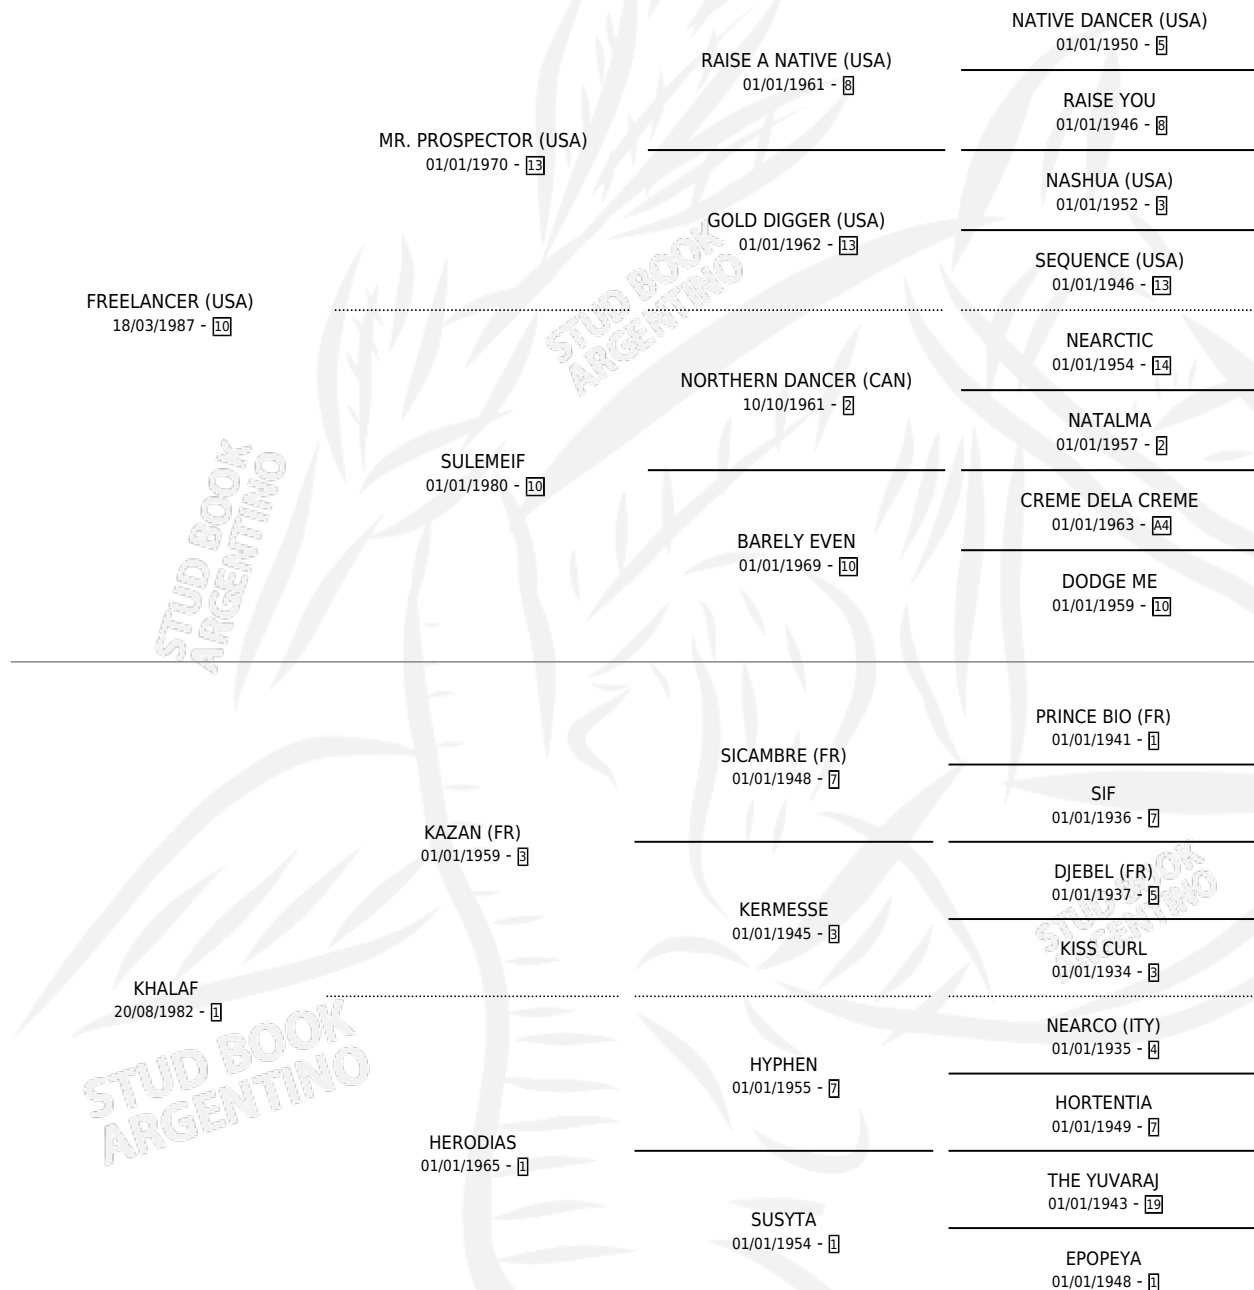 NATIVE DANCER (USA)
01/01/1950 - 5
RAISE A NATIVE (USA)
01/01/1961 - 8
RAISE YOU
01/01/1946 - 8
MR. PROSPECTOR (USA)
01/01/1970 - 13
NASHUA (USA)
01/01/1952 - 3
GOLD DIGGER (USA)
01/01/1962 - 13
SEQUENCE (USA)
01/01/1946 - 13
FREELANCER (USA)
18/03/1987 - 10
STUD BOOK
ARGENTINO
NEARCTIC
01/01/1954 - 14
NORTHERN DANCER (CAN)
10/10/1961 - 2
NATALMA
01/01/1957 - 2
SULEMEIF
01/01/1980 - 10
CREME DELA CREME
01/01/1963 - A4
BARELY EVEN
01/01/1969 - 10
DODGE ME
01/01/1959 - 10
STUD BOOK
ARGENTINO
PRINCE BIO (FR)
01/01/1941 - 1
SICAMBRE (FR)
01/01/1948 - 7
SIF
01/01/1936 - 7
KAZAN (FR)
01/01/1959 - 3
DJEBEL (FR)
01/01/1937 - 5
STUD BOOK
ARGENTINO
KERMESSE
01/01/1945 - 3
KISS CURL
01/01/1934 - 3
KHALAF
20/08/1982 - 1
STUD BOOK
ARGENTINO
NEARCO (ITY)
01/01/1935 - 4
HYPHEN
01/01/1955 - 7
HORTENTIA
01/01/1949 - 7
HERODIAS
01/01/1965 - 1
THE YUVARAJ
01/01/1943 - 19
SUSYTA
01/01/1954 - 1
EPOPEYA
01/01/1948 - 1